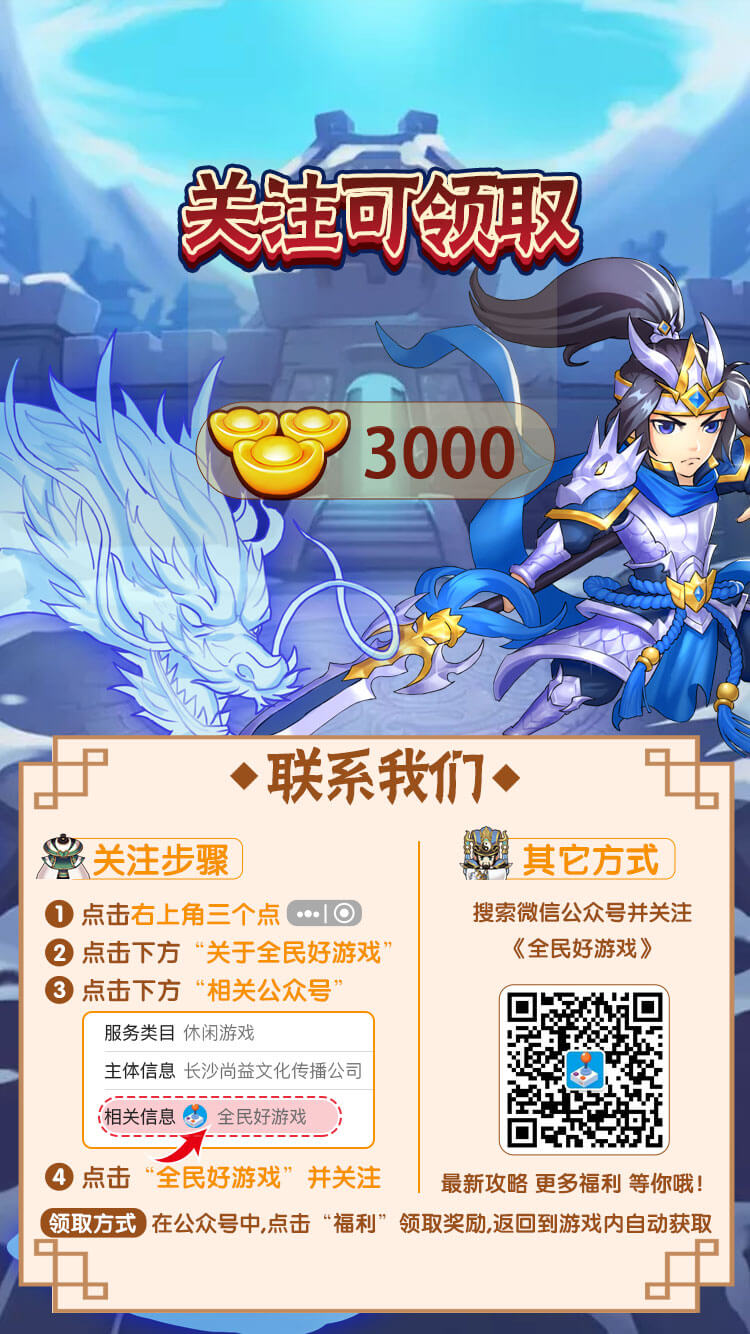 关注可领取
3000
联系我们
关注步骤
1 点击右上角三个点
2 点击下方“关于全民好游戏”
3 点击下方“相关公众号”
服务类目 休闲游戏
主体信息 长沙尚益文化传播公司
相关信息 全民好游戏
4 点击“全民好游戏”并关注
其它方式
搜索微信公众号并关注
《全民好游戏》
最新攻略 更多福利 等你哦!
领取方式 在公众号中,点击“福利”领取奖励,返回到游戏内自动获取